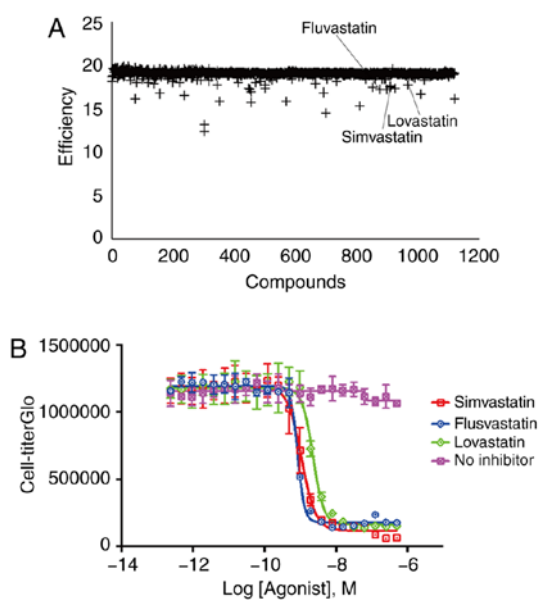 A
Fluvastatin
Efficiency
25
20
15
10
5
0
Lovastatin
Simvastatin
0 200 400 600 800 1000 1200
Compounds
B
Cell-titerGlo
1500000
1000000
500000
0
Simvastatin
Flusvastatin
Lovastatin
No inhibitor
−14 −12 −10 −8 −6
Log [Agonist], M